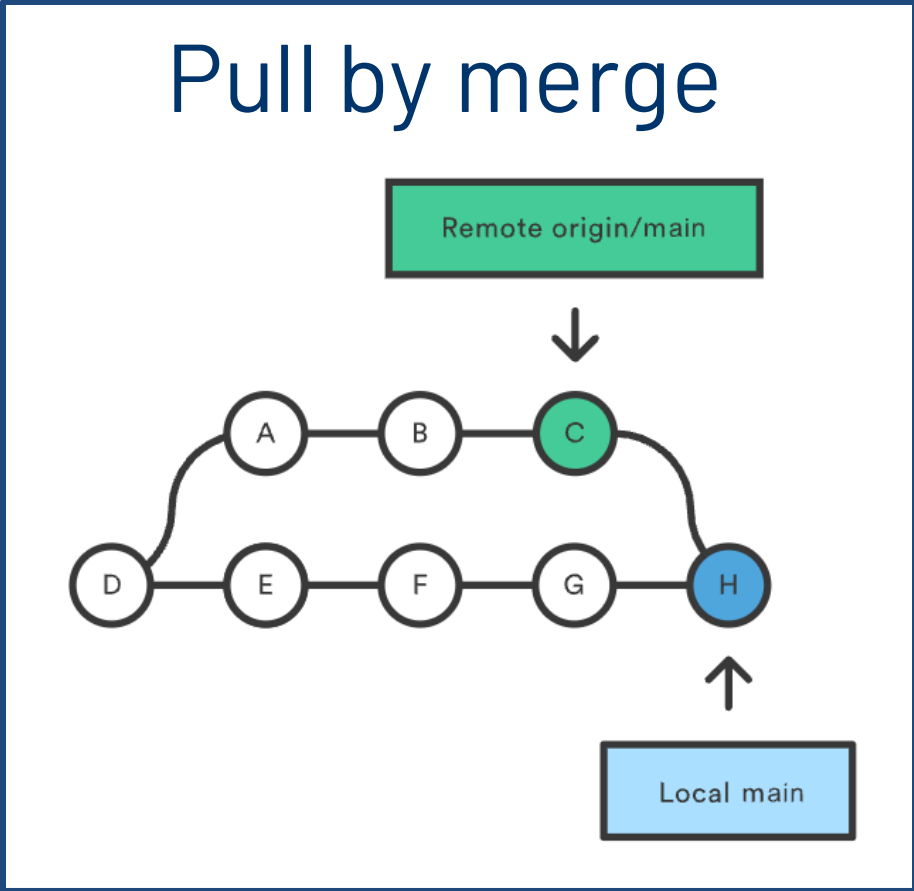 Pull by merge
Remote origin/main
A B C
D E F G H
Local main